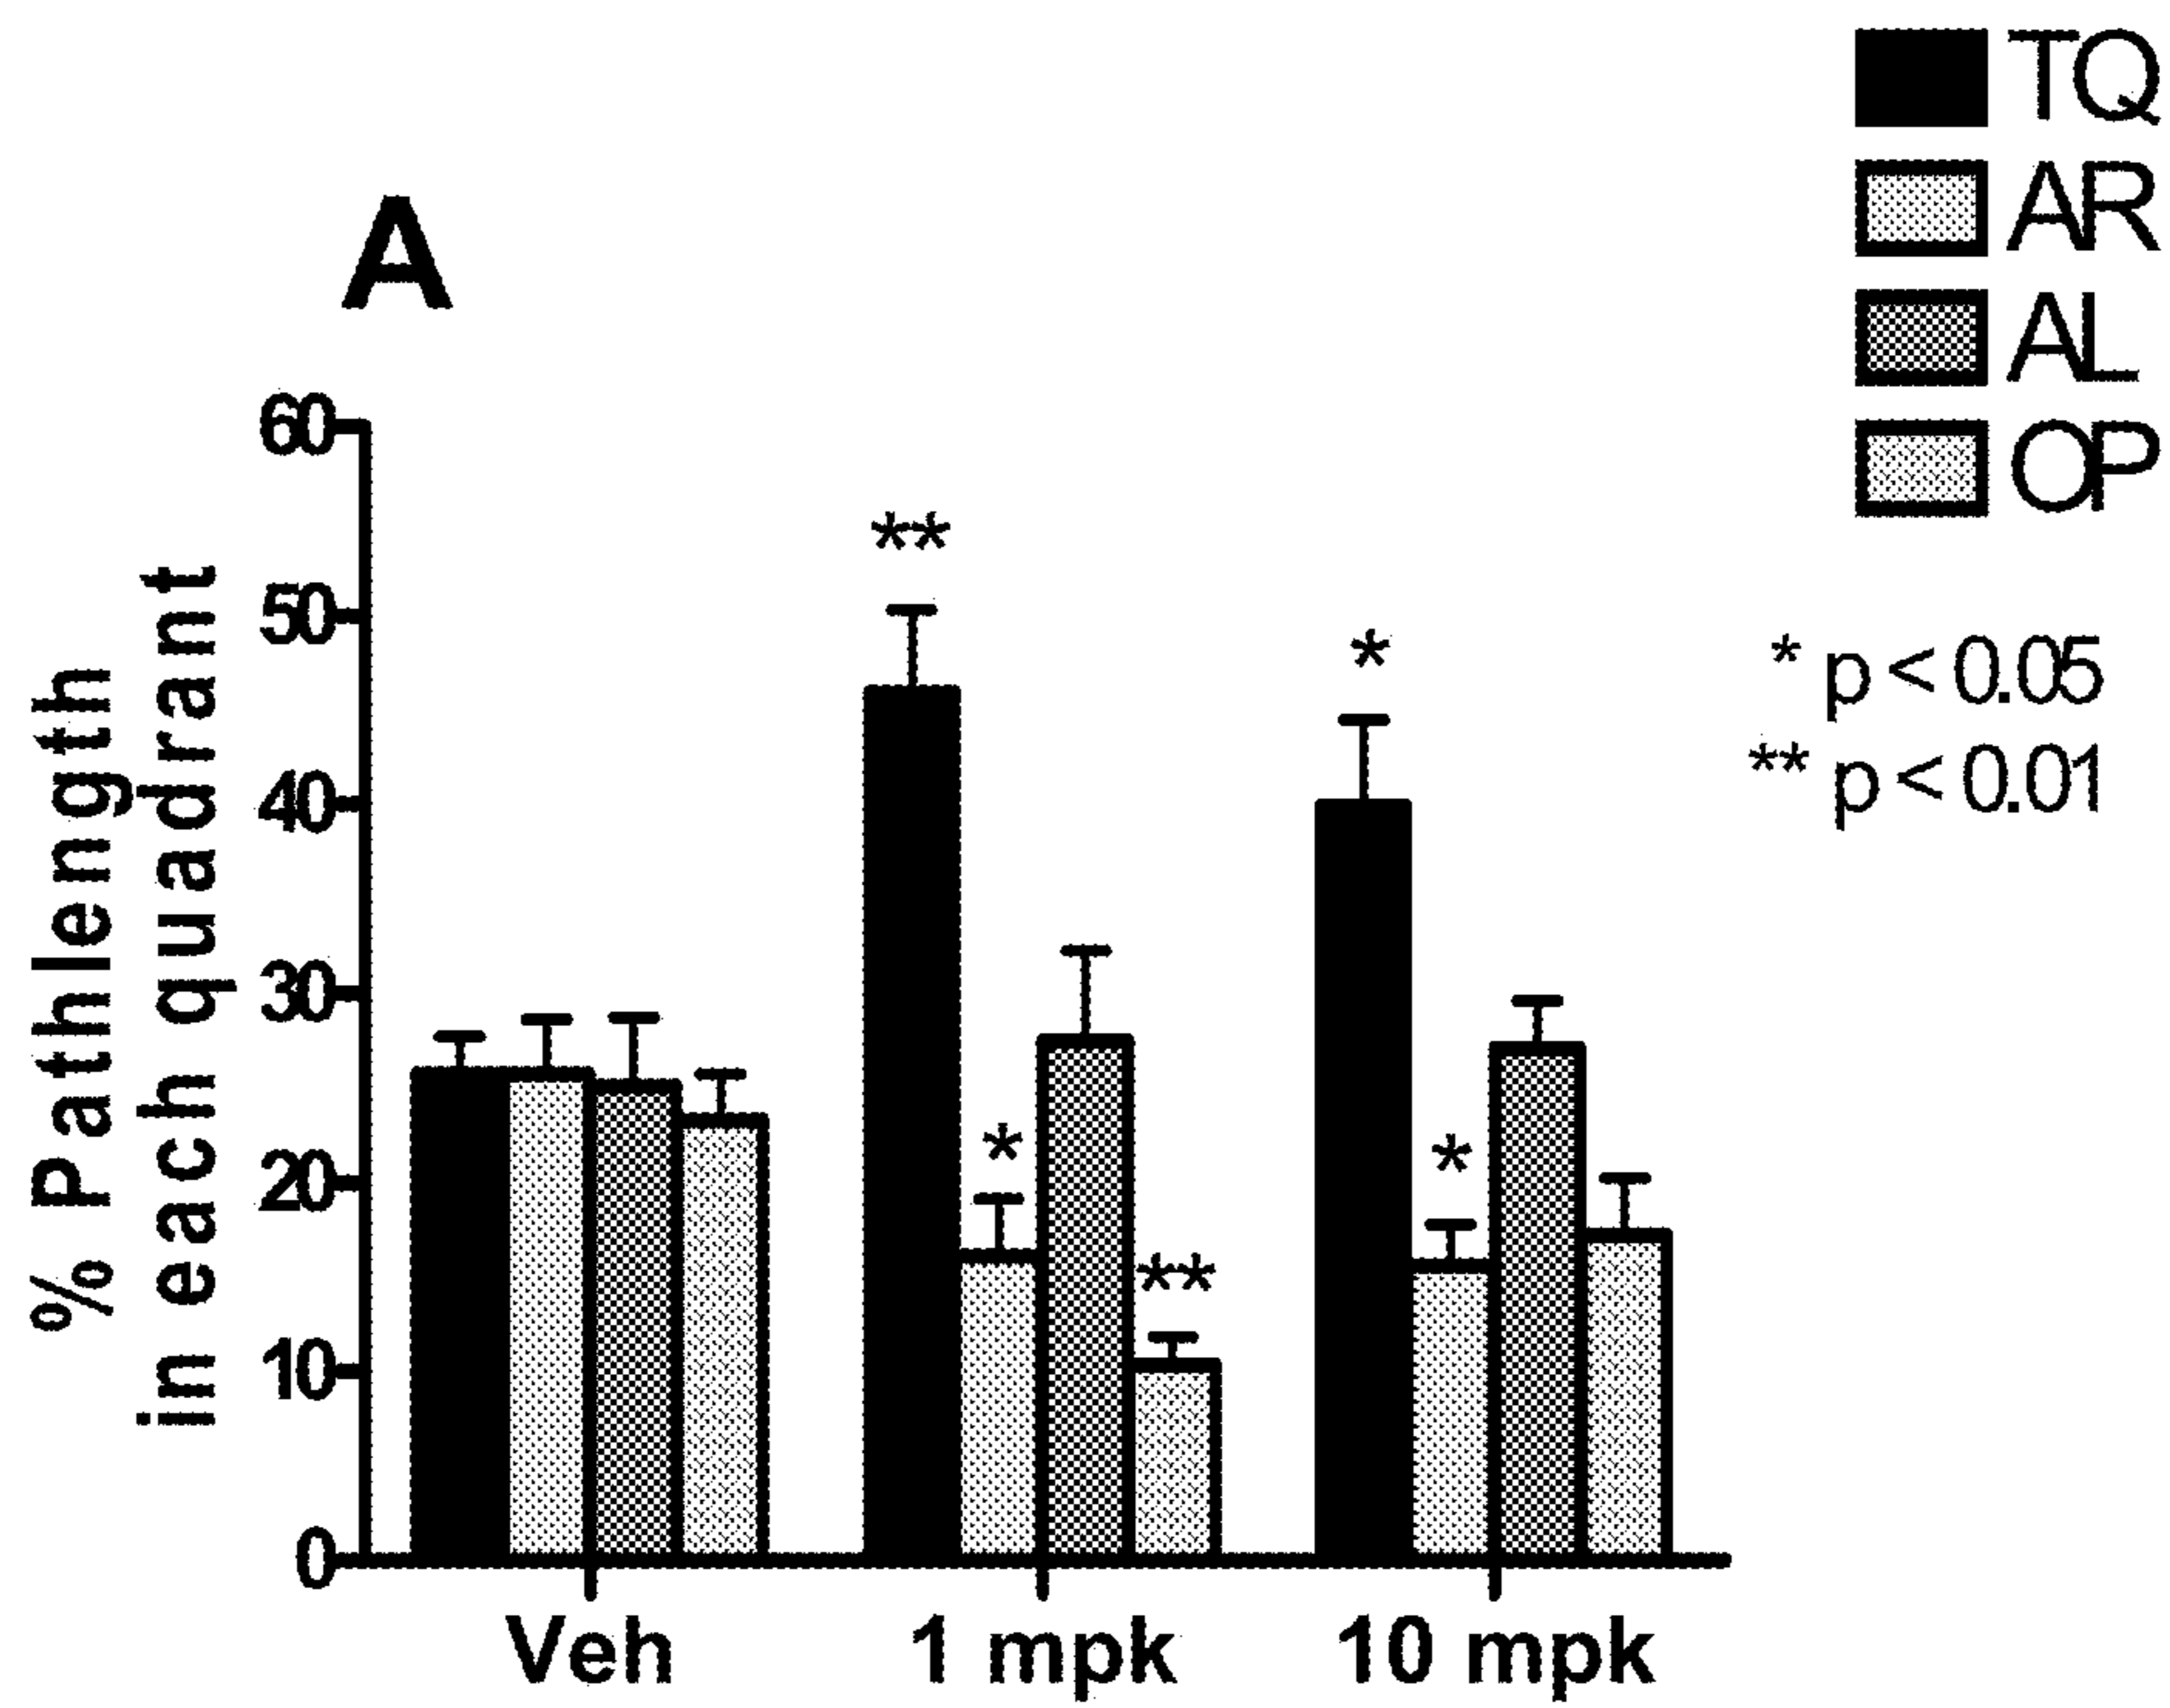 TQ
AR
AL
OP
A
60
50
40
30
20
10
0
% Pathlength
in each quadrant
**
*
*
**
*
* p < 0.05
** p < 0.01
Veh
1 mpk
10 mpk